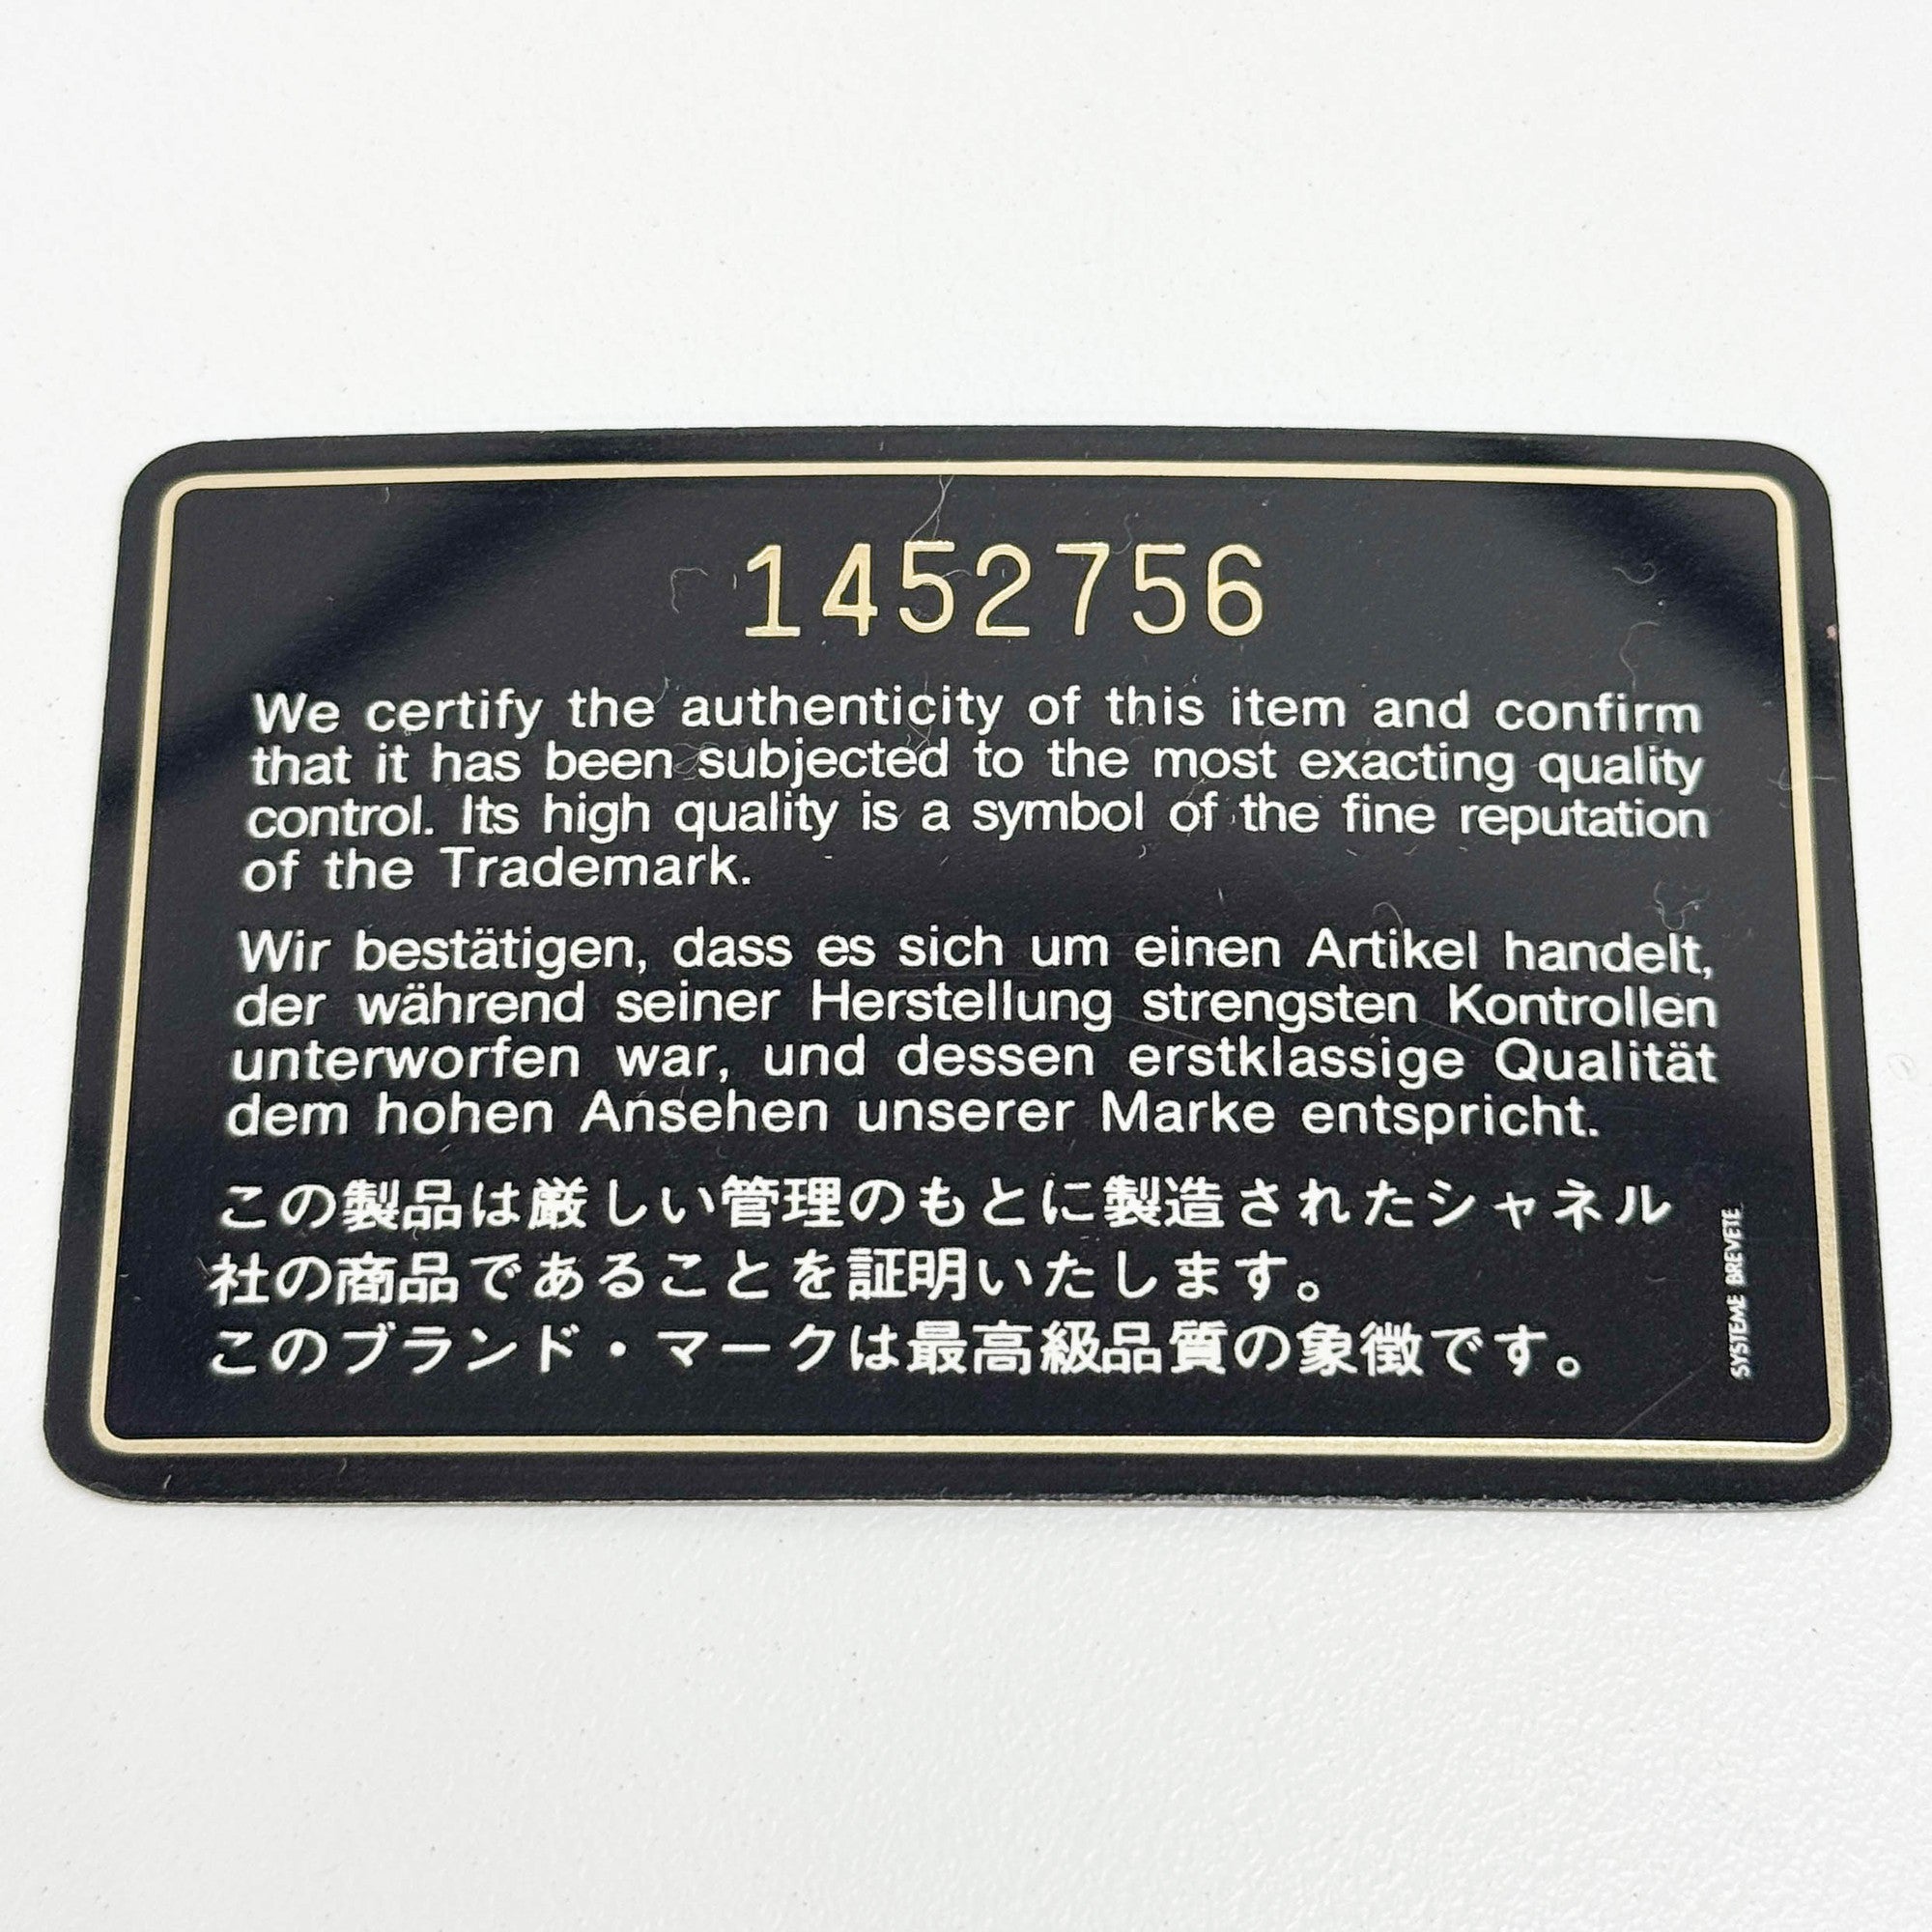 1452756
We certify the authenticity of this item and confirm
that it has been subjected to the most exacting quality
control. Its high quality is a symbol of the fine reputation
of the Trademark.
Wir bestätigen, dass es sich um einen Artikel handelt,
der während seiner Herstellung strengsten Kontrollen
unterworfen war, und dessen erstklassige Qualität
dem hohen Ansehen unserer Marke entspricht.
この製品は厳しい管理のもとに製造されたシャネル
社の商品であることを証明いたします。
このブランド・マークは最高級品質の象徴です。
SYSTEME BREVETE